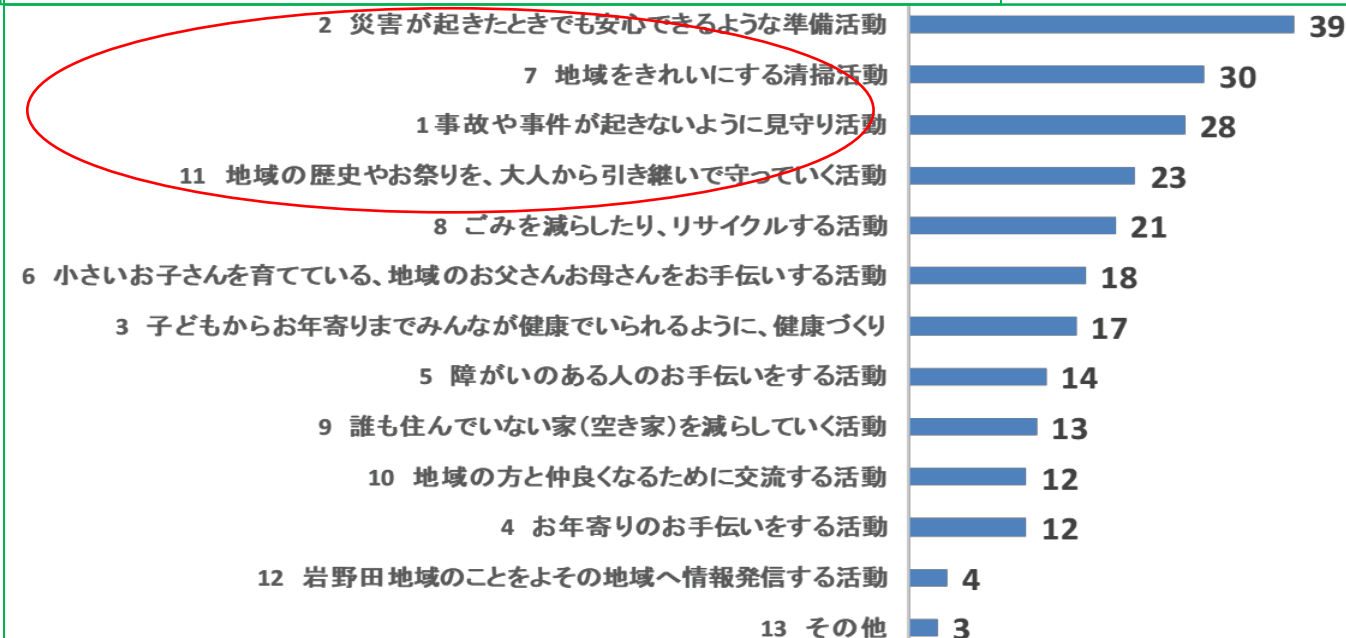 2 災害が起きたときでも安心できるような準備活動 39
7 地域をきれいにする清掃活動 30
1 事故や事件が起きないように見守り活動 28
11 地域の歴史やお祭りを、大人から引き継いで守っていく活動 23
8 ごみを減らしたり、リサイクルする活動 21
6 小さいお子さんを育てている、地域のお父さんお母さんをお手伝いする活動 18
3 子どもからお年寄りまでみんなが健康でいられるように、健康づくり 17
5 障がいのある人のお手伝いをする活動 14
9 誰も住んでいない家（空き家）を減らしていく活動 13
10 地域の方と仲良くなるために交流する活動 12
4 お年寄りのお手伝いをする活動 12
12 岩野田地域のことをよその地域へ情報発信する活動 4
13 その他 3